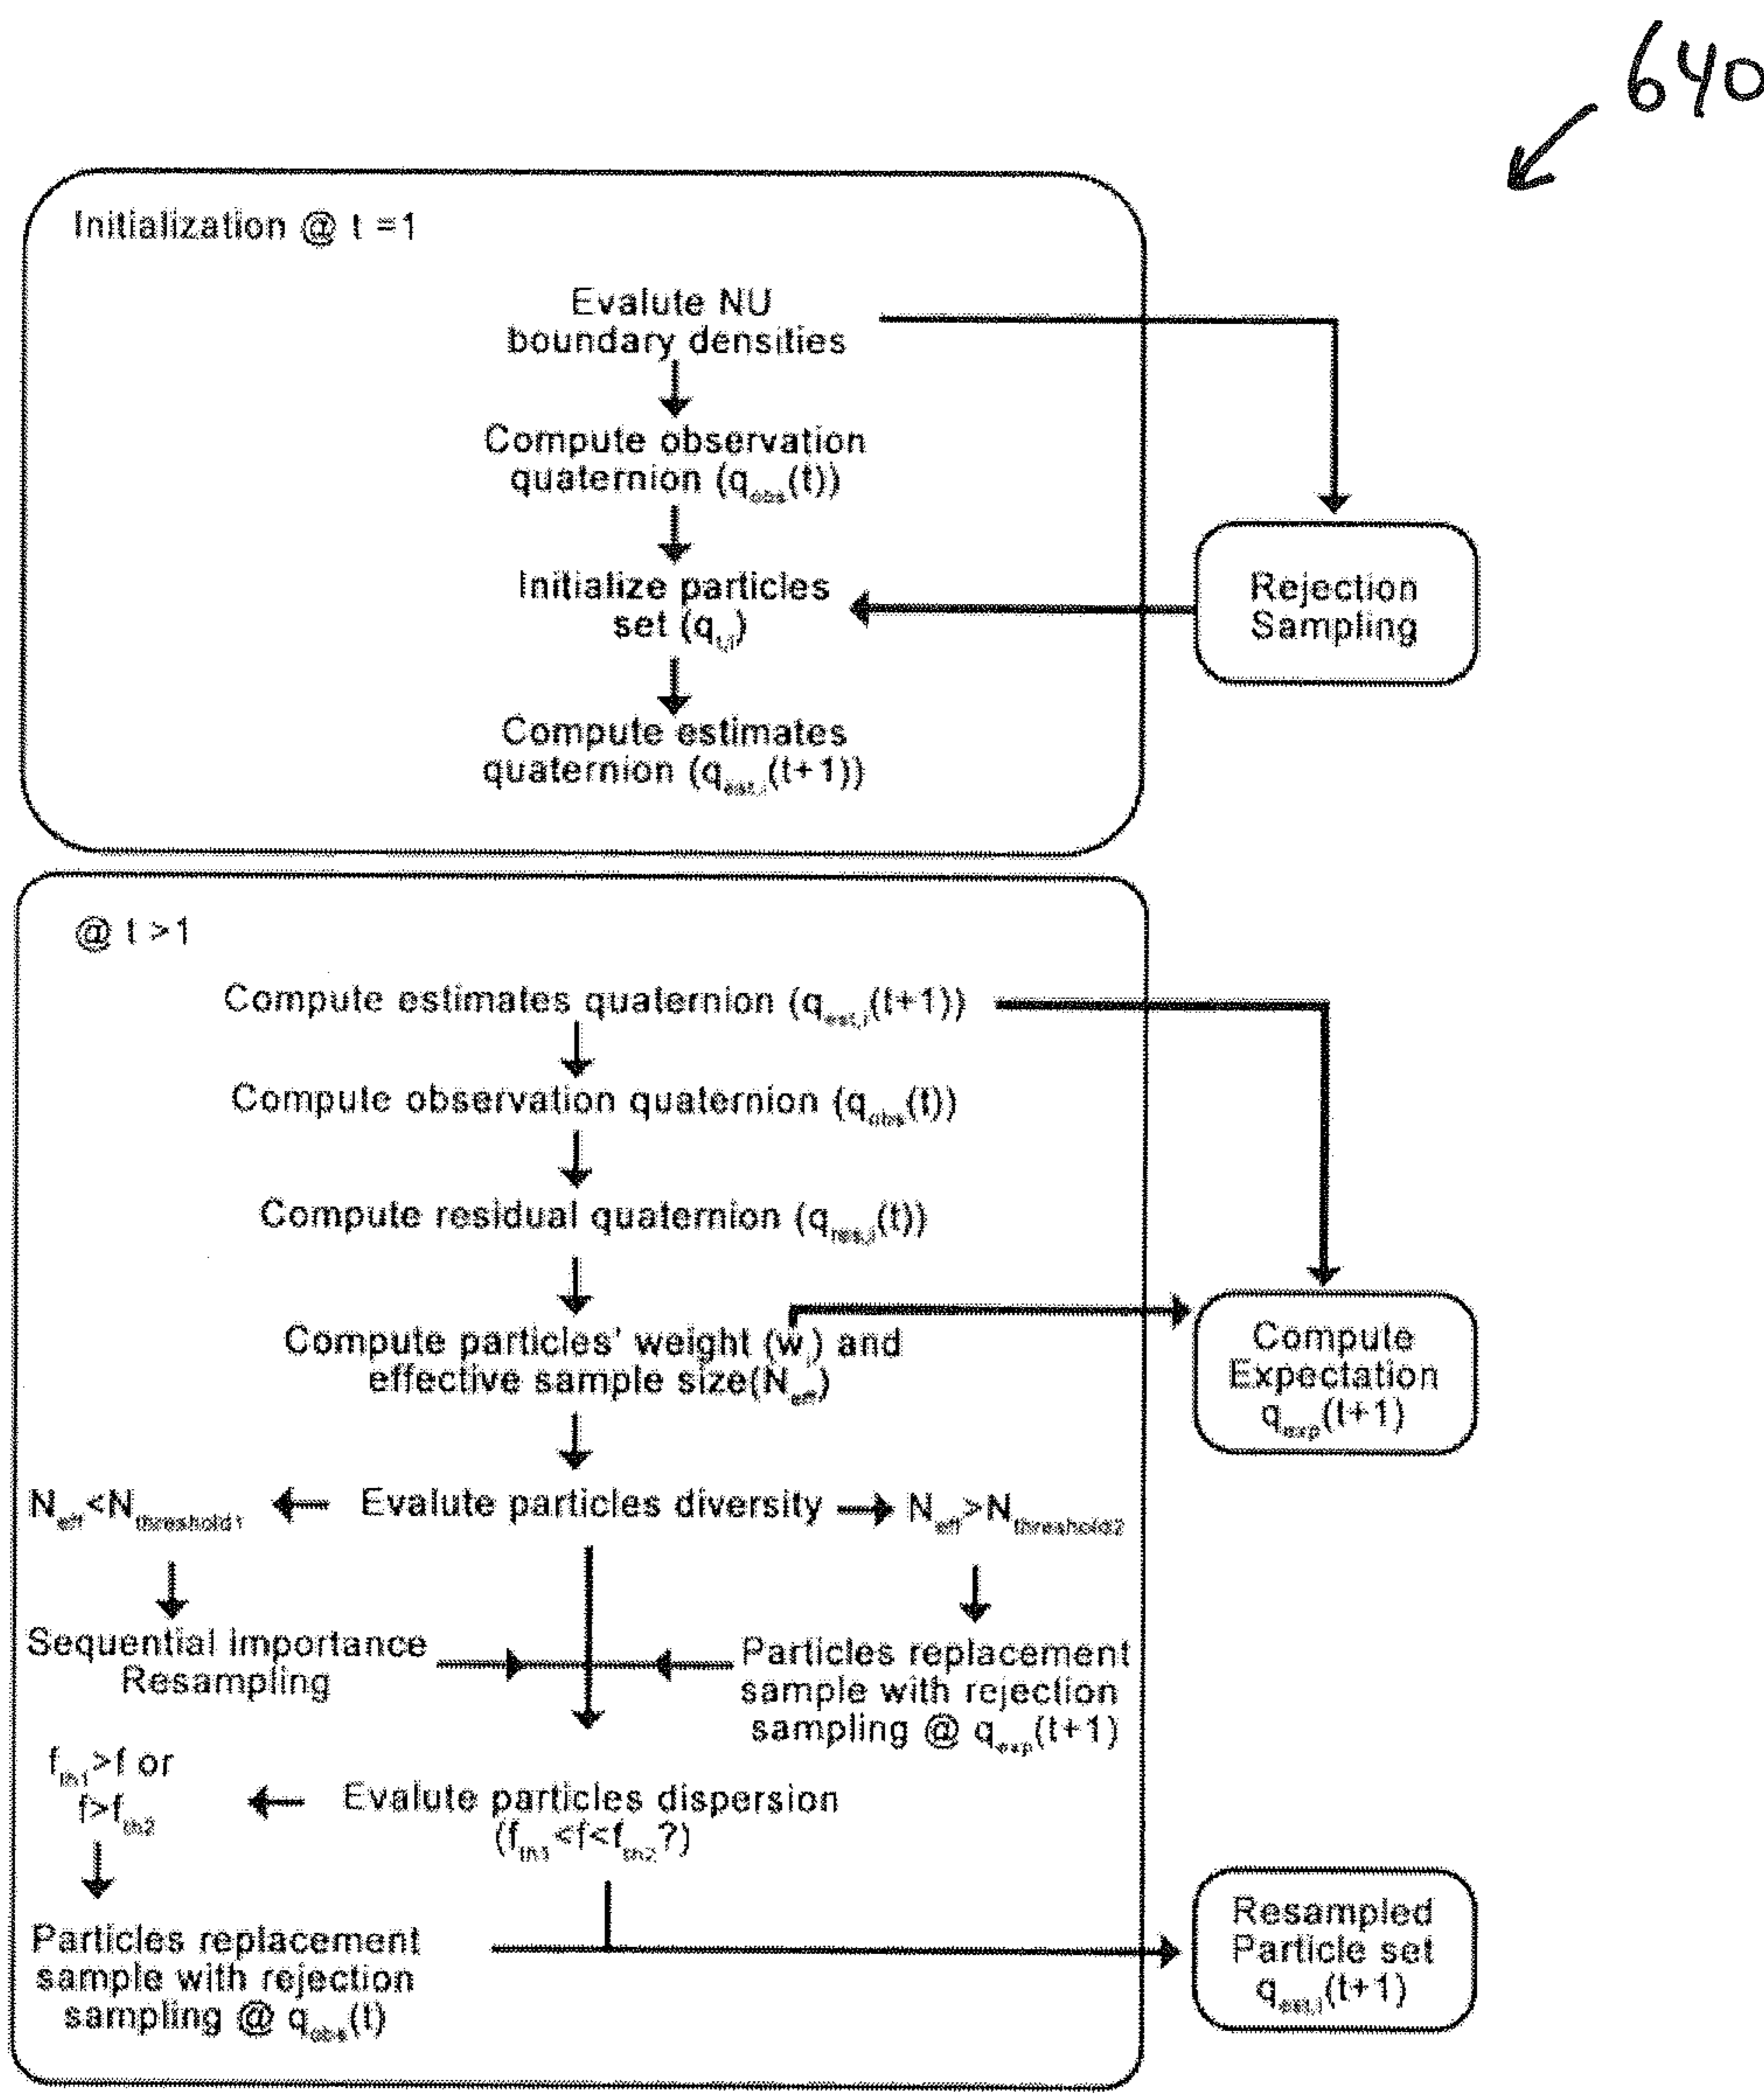 640
Initialization @ t =1
Evalute NU
boundary densities
Compute observation
quaternion (q_obs(t))
Initialize particles
set (q_i,i)
Rejection
Sampling
Compute estimates
quaternion (q_est,i(t+1))
@ t >1
Compute estimates quaternion (q_est,i(t+1))
Compute observation quaternion (q_obs(t))
Compute residual quaternion (q_res,i(t))
Compute particles' weight (w_i) and
effective sample size(N_eff)
Compute
Expectation
q_exp(t+1)
N_eff<N_threshold1
Evalute particles diversity
N_eff>N_threshold2
Sequential Importance
Resampling
Particles replacement
sample with rejection
sampling @ q_exp(t+1)
f_th1>f or
f>f_th2
Evalute particles dispersion
(f_th1<f<f_th2?)
Particles replacement
sample with rejection
sampling @ q_obs(t)
Resampled
Particle set
q_est,i(t+1)